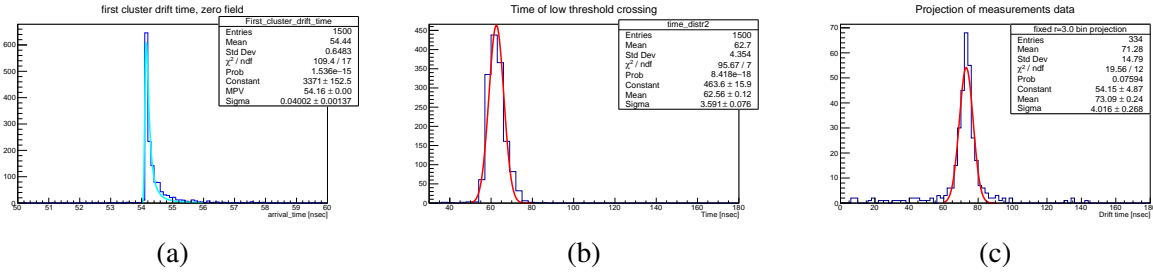 first cluster drift time, zero field
First_cluster_drift_time
Entries 1500
Mean 54.44
Std Dev 0.6483
χ² / ndf 109.4 / 17
Prob 1.536e−15
Constant 3371 ± 152.5
MPV 54.16 ± 0.00
Sigma 0.04002 ± 0.00137
600
500
400
300
200
100
0
50 51 52 53 54 55 56 57 58 59 60
arrival_time [nsec]
(a)
Time of low threshold crossing
time_distr2
Entries 1500
Mean 62.7
Std Dev 4.354
χ² / ndf 95.67 / 7
Prob 8.418e−18
Constant 463.6 ± 15.9
Mean 62.56 ± 0.12
Sigma 3.591 ± 0.076
450
400
350
300
250
200
150
100
50
0
40 60 80 100 120 140 160 180
Time [nsec]
(b)
Projection of measurements data
fixed r=3.0 bin projection
Entries 334
Mean 71.28
Std Dev 14.79
χ² / ndf 19.56 / 12
Prob 0.07594
Constant 54.15 ± 4.87
Mean 73.09 ± 0.24
Sigma 4.016 ± 0.268
70
60
50
40
30
20
10
0
0 20 40 60 80 100 120 140 160 180
Drift time [nsec]
(c)